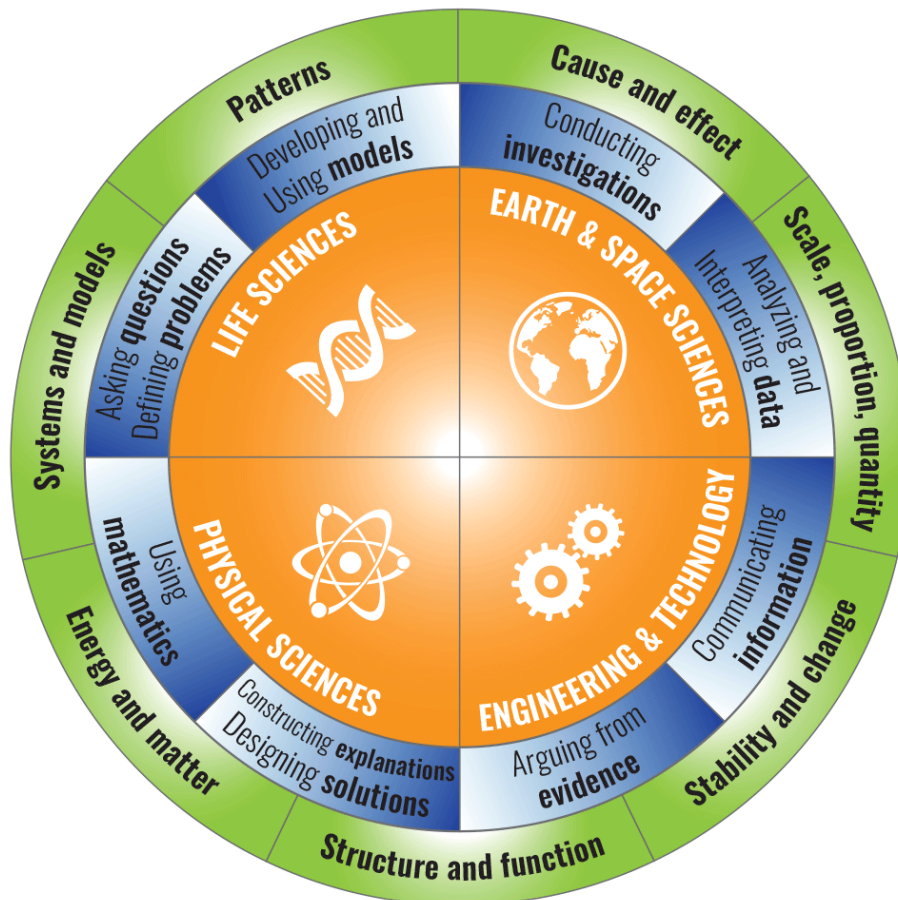 Patterns
Cause and effect
Scale, proportion, quantity
Stability and change
Structure and function
Energy and matter
Systems and models
Developing and
Using models
Conducting
investigations
Analyzing and
Interpreting data
Communicating
information
Arguing from
evidence
Constructing explanations
Designing solutions
Using
mathematics
Asking questions
Defining problems
LIFE SCIENCES
EARTH & SPACE SCIENCES
ENGINEERING & TECHNOLOGY
PHYSICAL SCIENCES